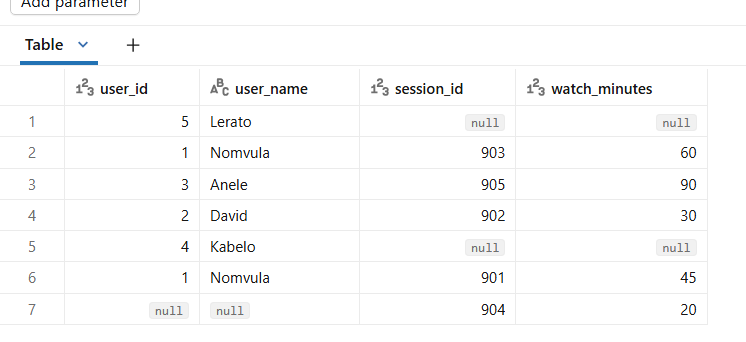 Add parameter
Table
user_id user_name session_id watch_minutes
1 5 Lerato null null
2 1 Nomvula 903 60
3 3 Anele 905 90
4 2 David 902 30
5 4 Kabelo null null
6 1 Nomvula 901 45
7 null null 904 20